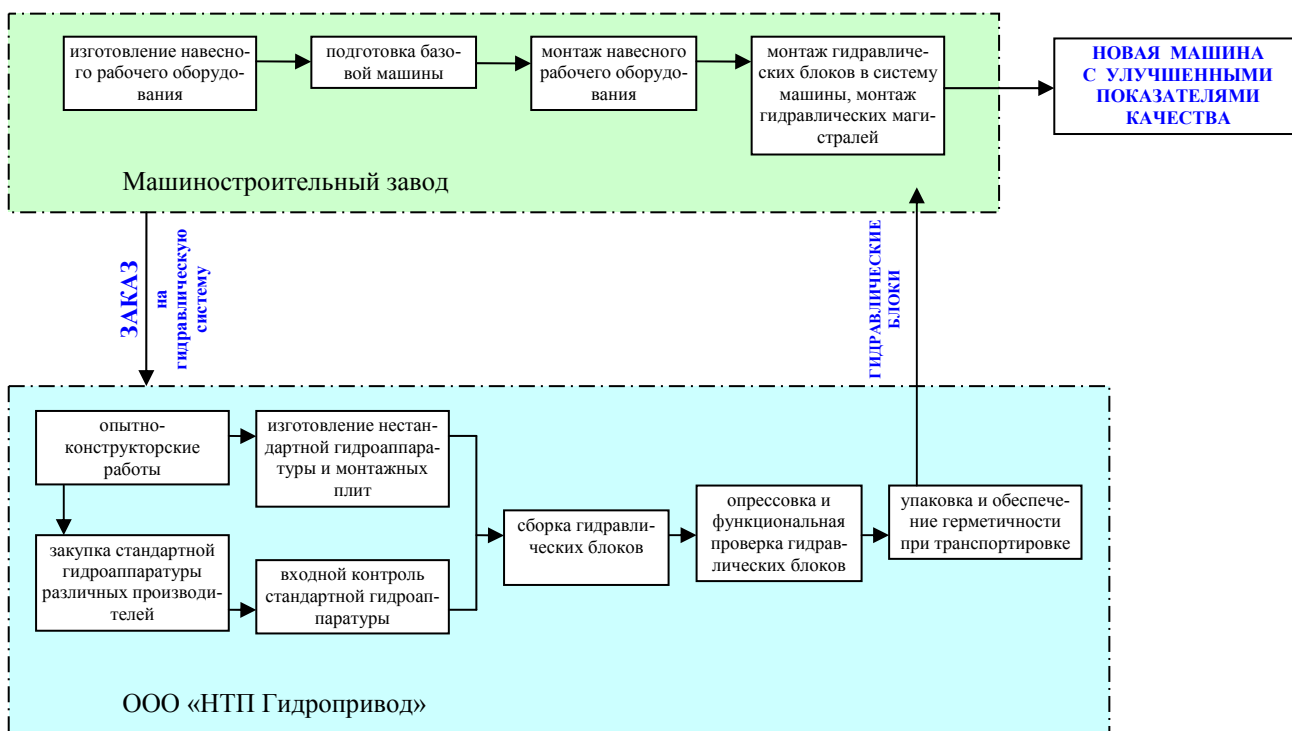 изготовление навесно-
го рабочего оборудо-
вания
подготовка базо-
вой машины
монтаж навесного
рабочего оборудо-
вания
монтаж гидравличе-
ских блоков в систему
машины, монтаж
гидравлических маги-
стралей
НОВАЯ МАШИНА
С УЛУЧШЕННЫМИ
ПОКАЗАТЕЛЯМИ
КАЧЕСТВА
Машиностроительный завод
ЗАКАЗ
на
гидравлическую
систему
ГИДРАВЛИЧЕСКИЕ
БЛОКИ
опытно-
конструкторские
работы
изготовление нестан-
дартной гидроаппара-
туры и монтажных
плит
закупка стандартной
гидроаппаратуры
различных производи-
телей
входной контроль
стандартной гидроап-
паратуры
сборка гидравли-
ческих блоков
опрессовка и
функциональная
проверка гидрав-
лических блоков
упаковка и обеспече-
ние герметичности
при транспортировке
ООО «НТП Гидропривод»